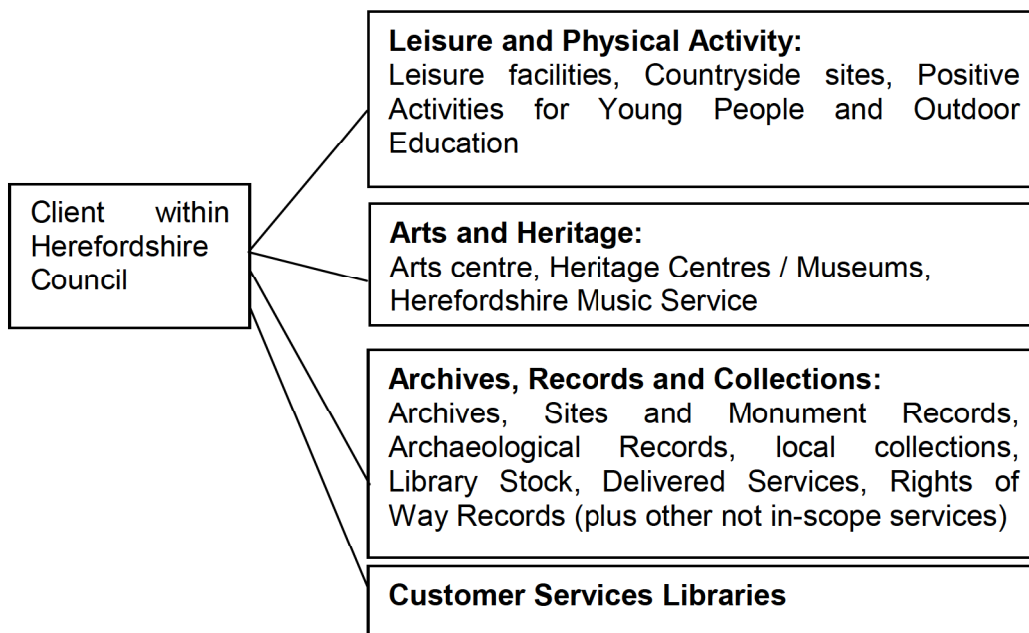 Client within
Herefordshire
Council
Leisure and Physical Activity:
Leisure facilities, Countryside sites, Positive
Activities for Young People and Outdoor
Education
Arts and Heritage:
Arts centre, Heritage Centres / Museums,
Herefordshire Music Service
Archives, Records and Collections:
Archives, Sites and Monument Records,
Archaeological Records, local collections,
Library Stock, Delivered Services, Rights of
Way Records (plus other not in-scope services)
Customer Services Libraries